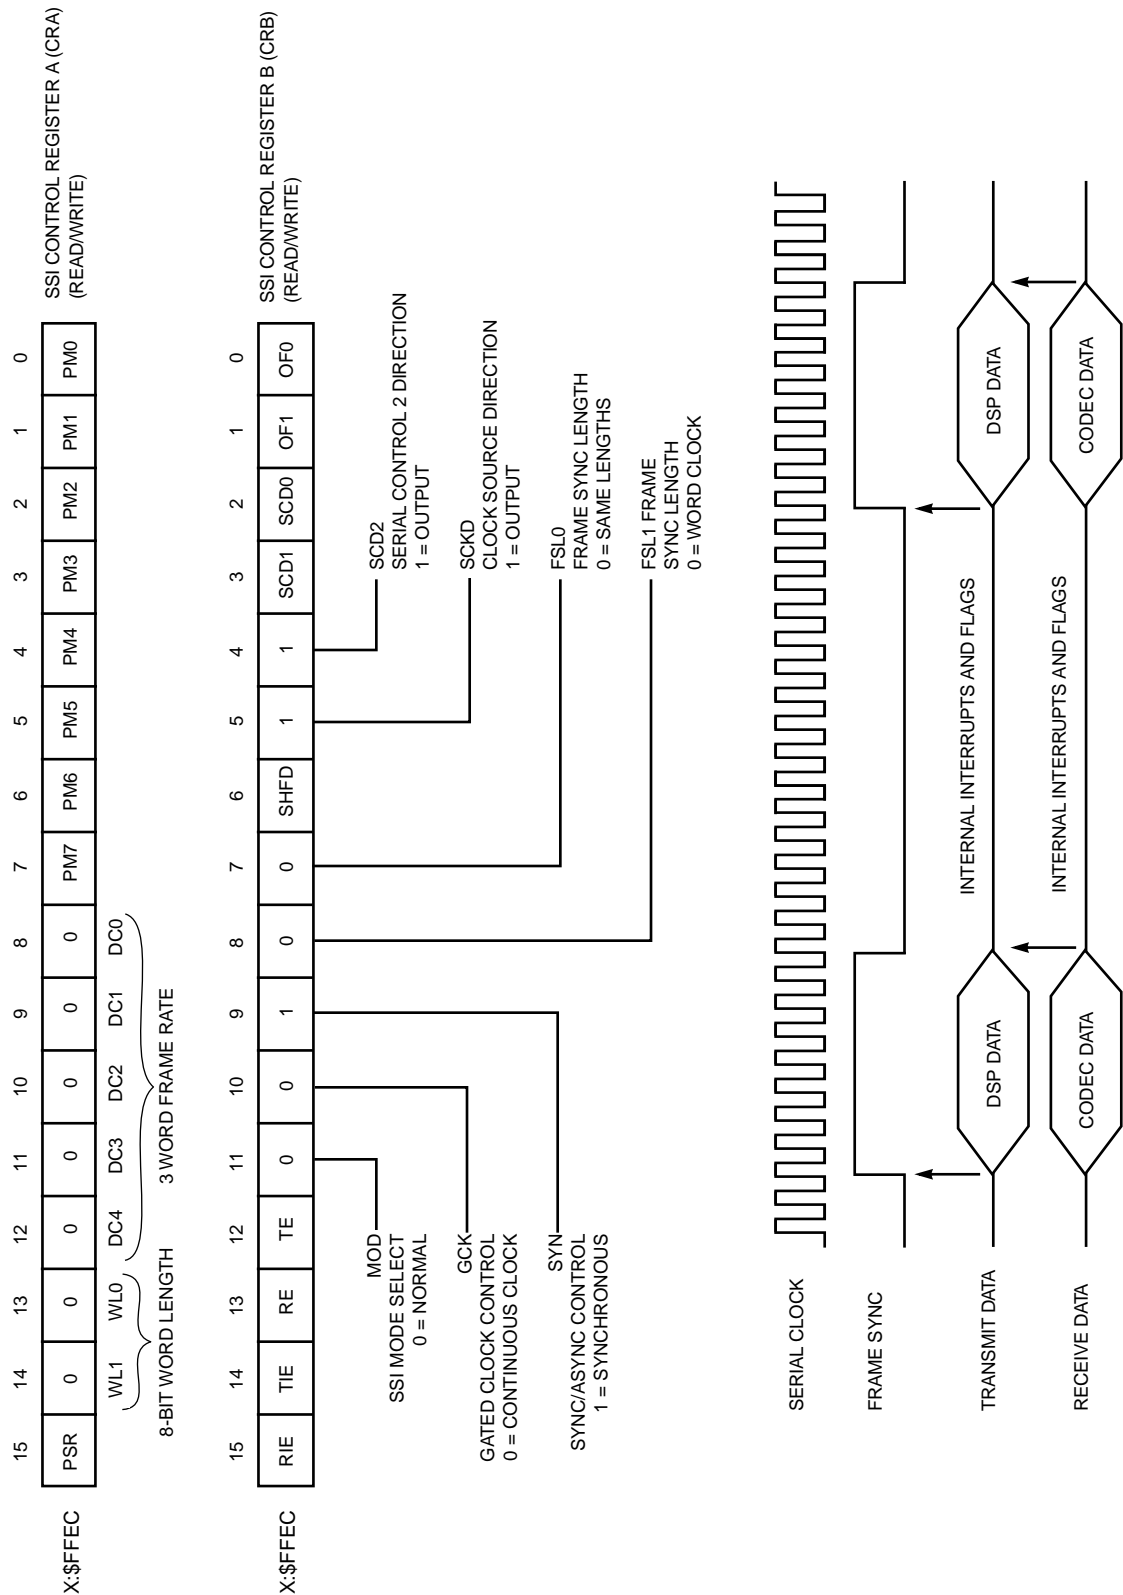 15 14 13 12 11 10 9 8 7 6 5 4 3 2 1 0
X:$FFEC PSR 0 0 0 0 0 0 0 PM7 PM6 PM5 PM4 PM3 PM2 PM1 PM0
SSI CONTROL REGISTER A (CRA)
(READ/WRITE)
WL1 WL0 DC4 DC3 DC2 DC1 DC0
8-BIT WORD LENGTH
3 WORD FRAME RATE
15 14 13 12 11 10 9 8 7 6 5 4 3 2 1 0
X:$FFEC RIE TIE RE TE 0 0 1 0 0 SHFD 1 1 SCD1 SCD0 OF1 OF0
SSI CONTROL REGISTER B (CRB)
(READ/WRITE)
MOD
SSI MODE SELECT
0 = NORMAL
GCK
GATED CLOCK CONTROL
0 = CONTINUOUS CLOCK
SYN
SYNC/ASYNC CONTROL
1 = SYNCHRONOUS
SCD2
SERIAL CONTROL 2 DIRECTION
1 = OUTPUT
SCKD
CLOCK SOURCE DIRECTION
1 = OUTPUT
FSL0
FRAME SYNC LENGTH
0 = SAME LENGTHS
FSL1 FRAME
SYNC LENGTH
0 = WORD CLOCK
SERIAL CLOCK
FRAME SYNC
TRANSMIT DATA
DSP DATA
INTERNAL INTERRUPTS AND FLAGS
DSP DATA
RECEIVE DATA
CODEC DATA
INTERNAL INTERRUPTS AND FLAGS
CODEC DATA